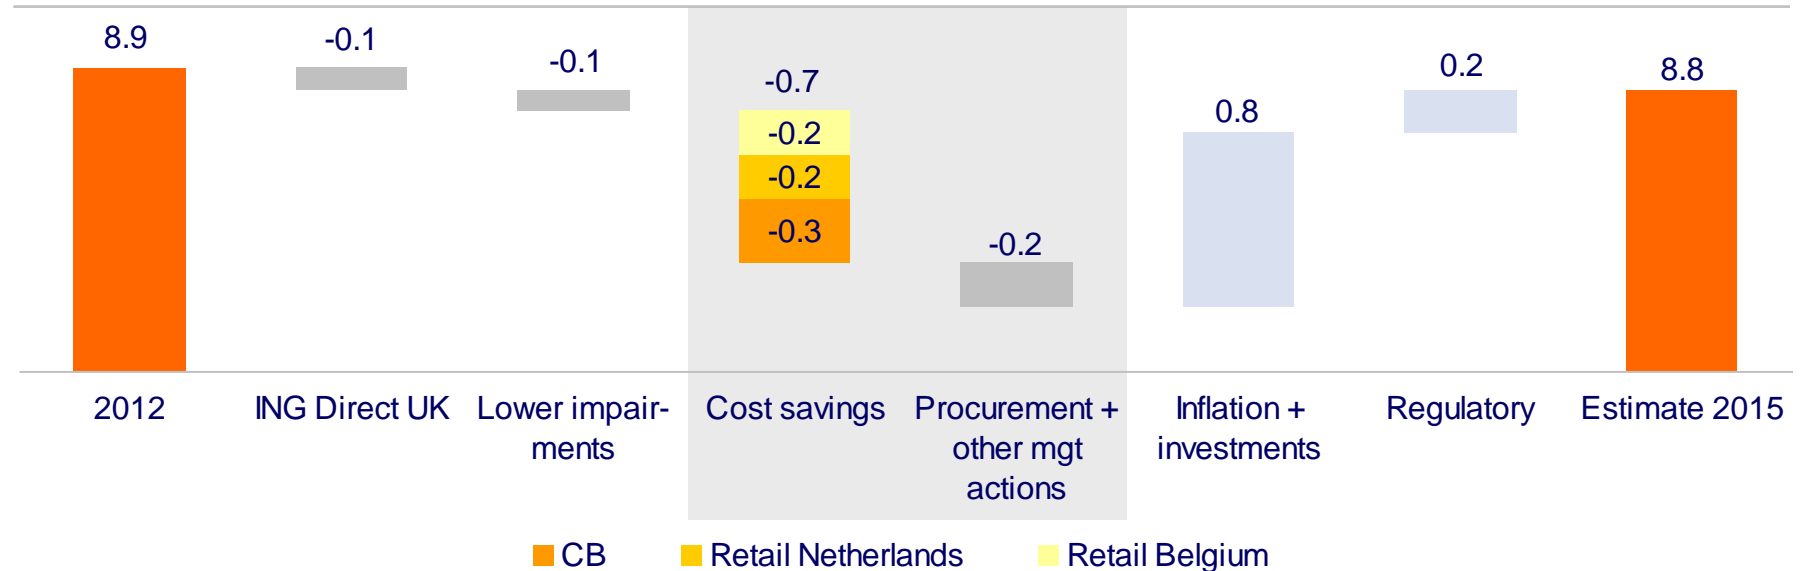 8.9
-0.1
-0.1
-0.7
-0.2
-0.2
-0.3
-0.2
0.8
0.2
8.8
2012
ING Direct UK
Lower impair-
ments
Cost savings
Procurement +
other mgt
actions
Inflation +
investments
Regulatory
Estimate 2015
CB
Retail Netherlands
Retail Belgium